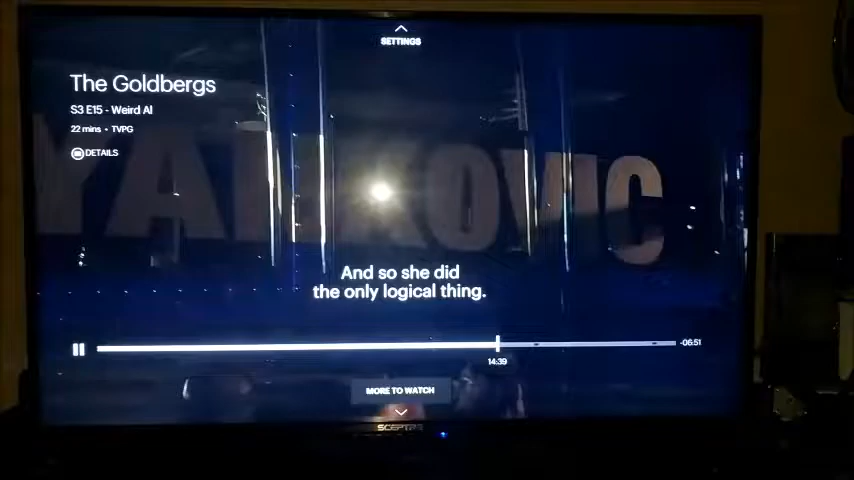 SETTINGS
The Goldbergs
S3 E15 - Weird Al
22 mins • TVPG
DETAILS
YANKOVIC
And so she did
the only logical thing.
-06:51
14:39
MORE TO WATCH
SCEPTRE